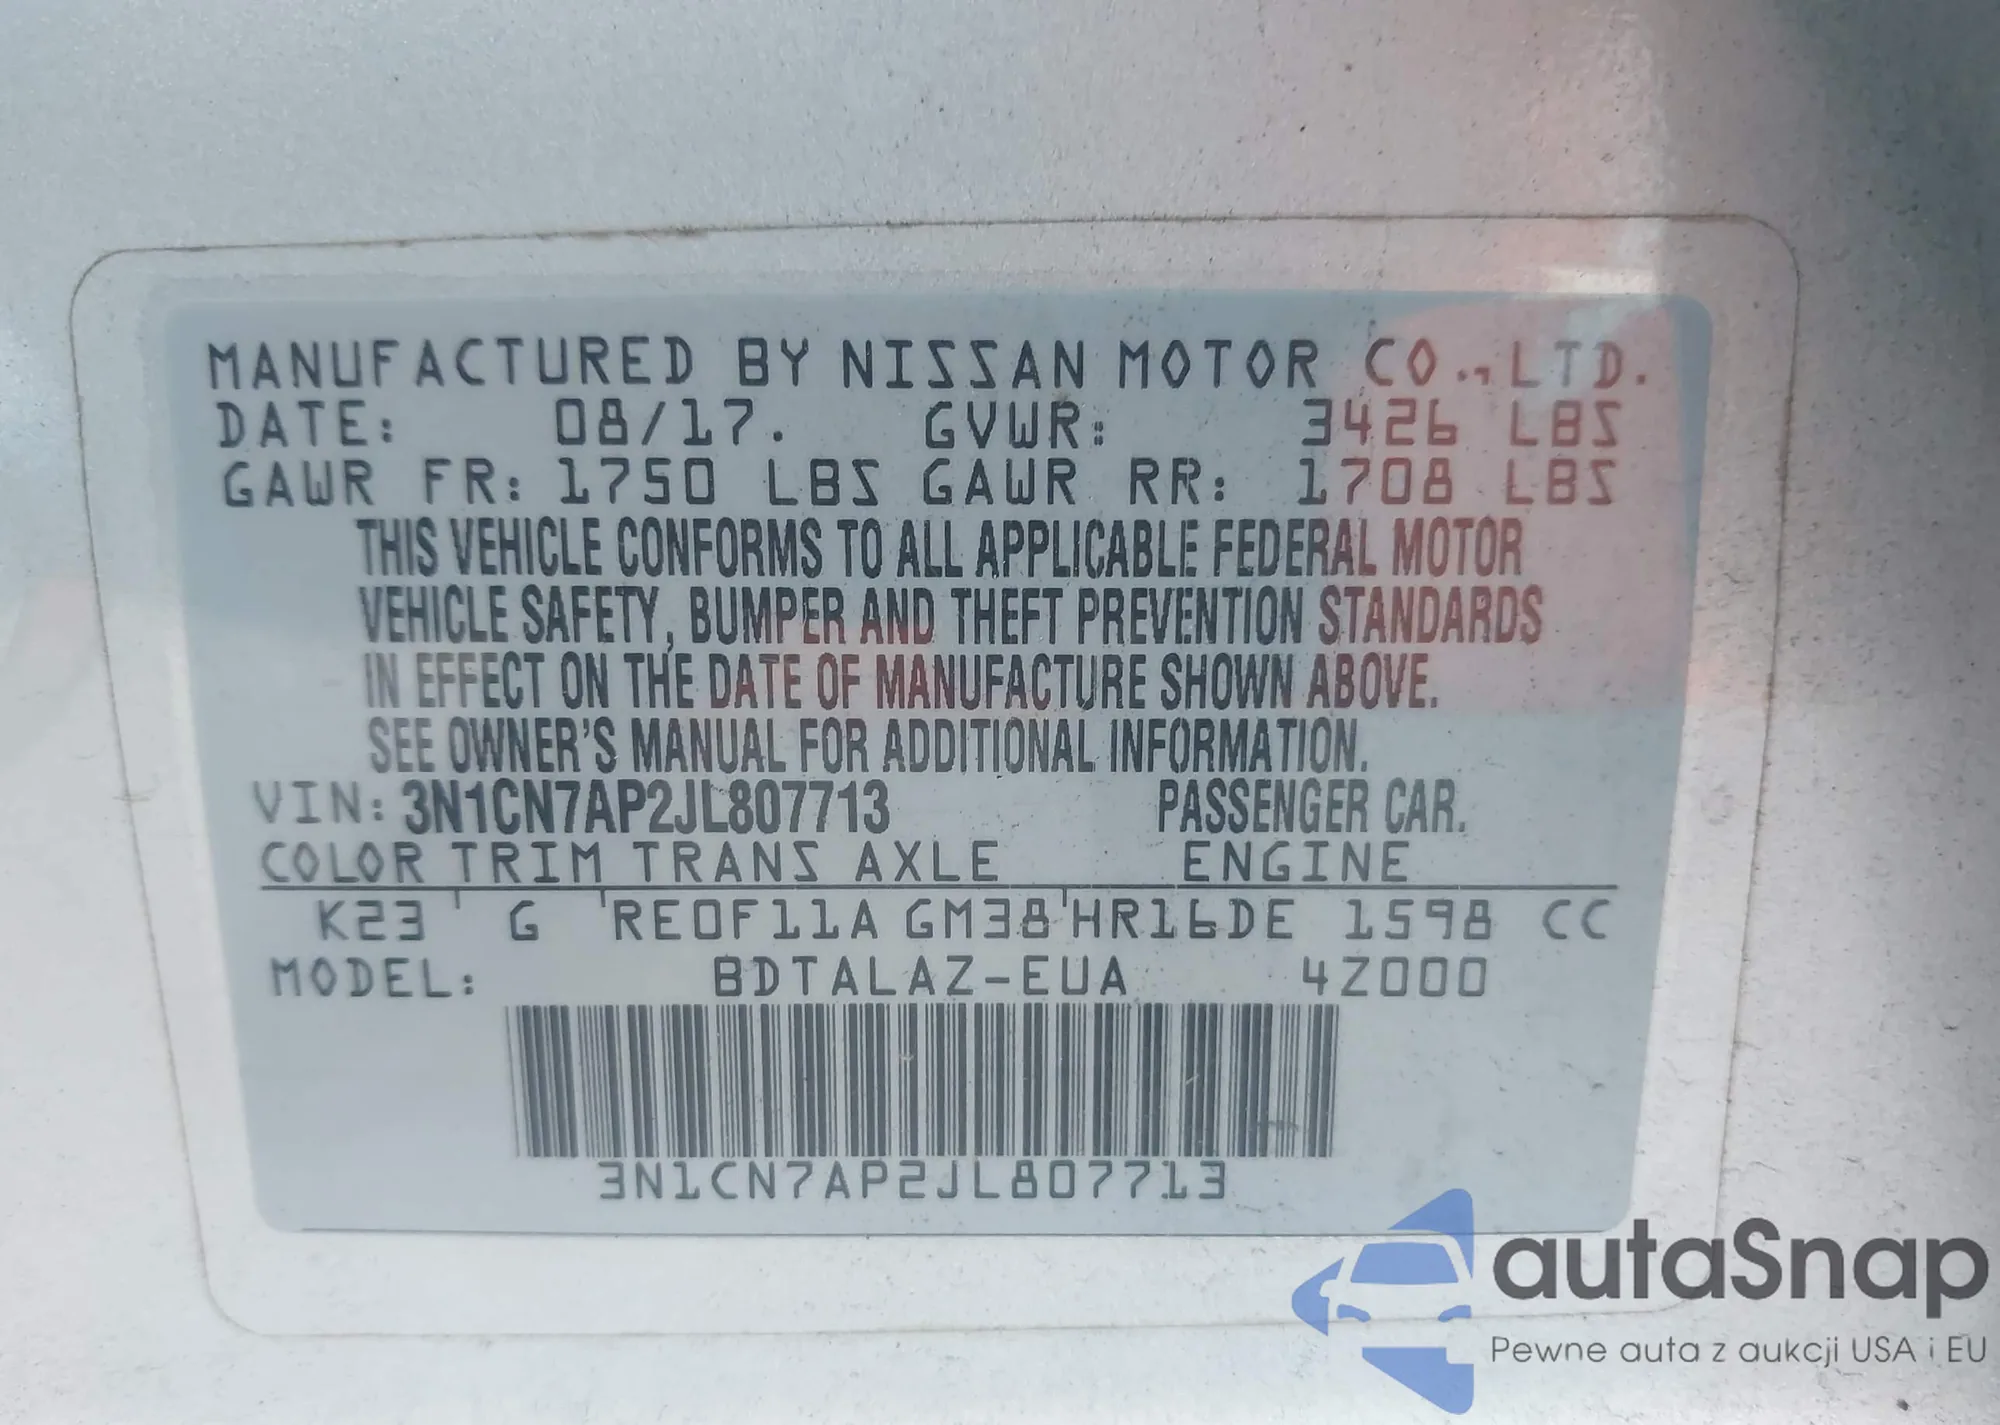 MANUFACTURED BY NISSAN MOTOR CO., LTD.
DATE: 08/17. GVWR: 3426 LBS
GAWR FR: 1750 LBS GAWR RR: 1708 LBS
THIS VEHICLE CONFORMS TO ALL APPLICABLE FEDERAL MOTOR
VEHICLE SAFETY, BUMPER AND THEFT PREVENTION STANDARDS
IN EFFECT ON THE DATE OF MANUFACTURE SHOWN ABOVE.
SEE OWNER'S MANUAL FOR ADDITIONAL INFORMATION.
VIN: 3N1CN7AP2JL807713 PASSENGER CAR.
COLOR TRIM TRANS AXLE ENGINE
K23 G RE0F11A GM38 HR16DE 1598 CC
MODEL: BDTALAZ-EUA 4Z000
3N1CN7AP2JL807713
autaSnap
Pewne auta z aukcji USA i EU